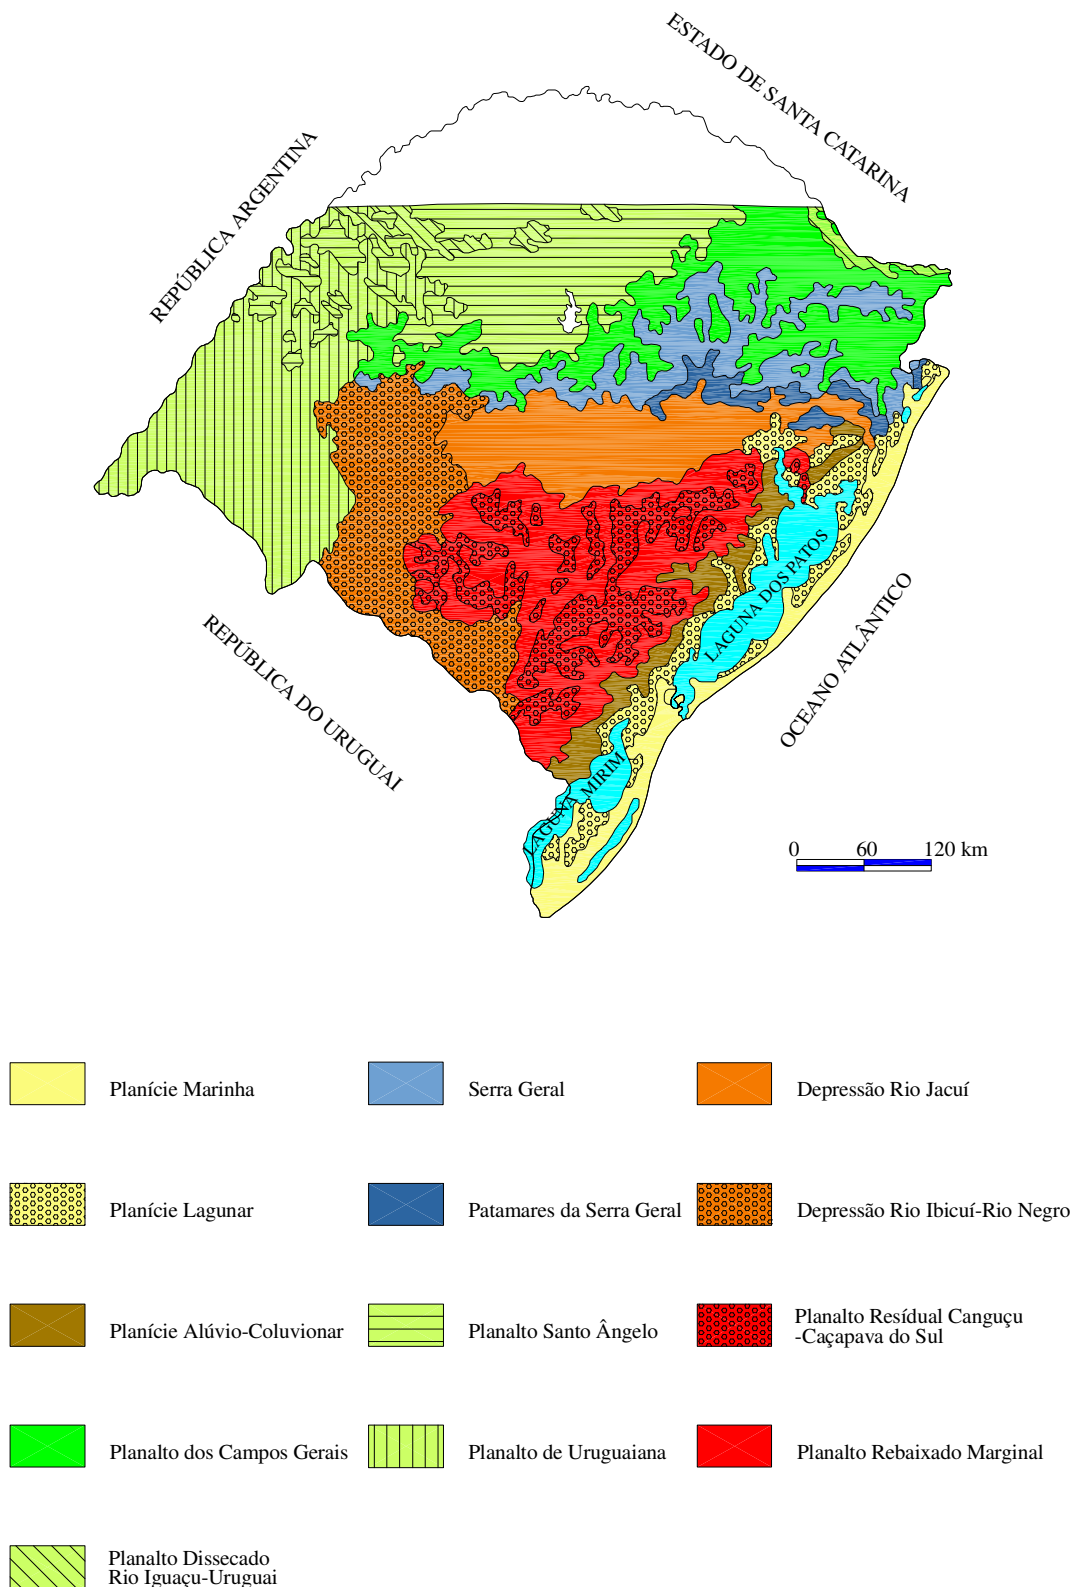 ESTADO DE SANTA CATARINA
REPÚBLICA ARGENTINA
LAGUNA DOS PATOS
OCEANO ATLÂNTICO
REPÚBLICA DO URUGUAI
LAGUNA MIRIM
0 60 120 km
Planície Marinha
Serra Geral
Depressão Rio Jacuí
Planície Lagunar
Patamares da Serra Geral
Depressão Rio Ibicuí-Rio Negro
Planície Alúvio-Coluvionar
Planalto Santo Ângelo
Planalto Resídual Canguçu
-Caçapava do Sul
Planalto dos Campos Gerais
Planalto de Uruguaiana
Planalto Rebaixado Marginal
Planalto Dissecado
Rio Iguaçu-Uruguai